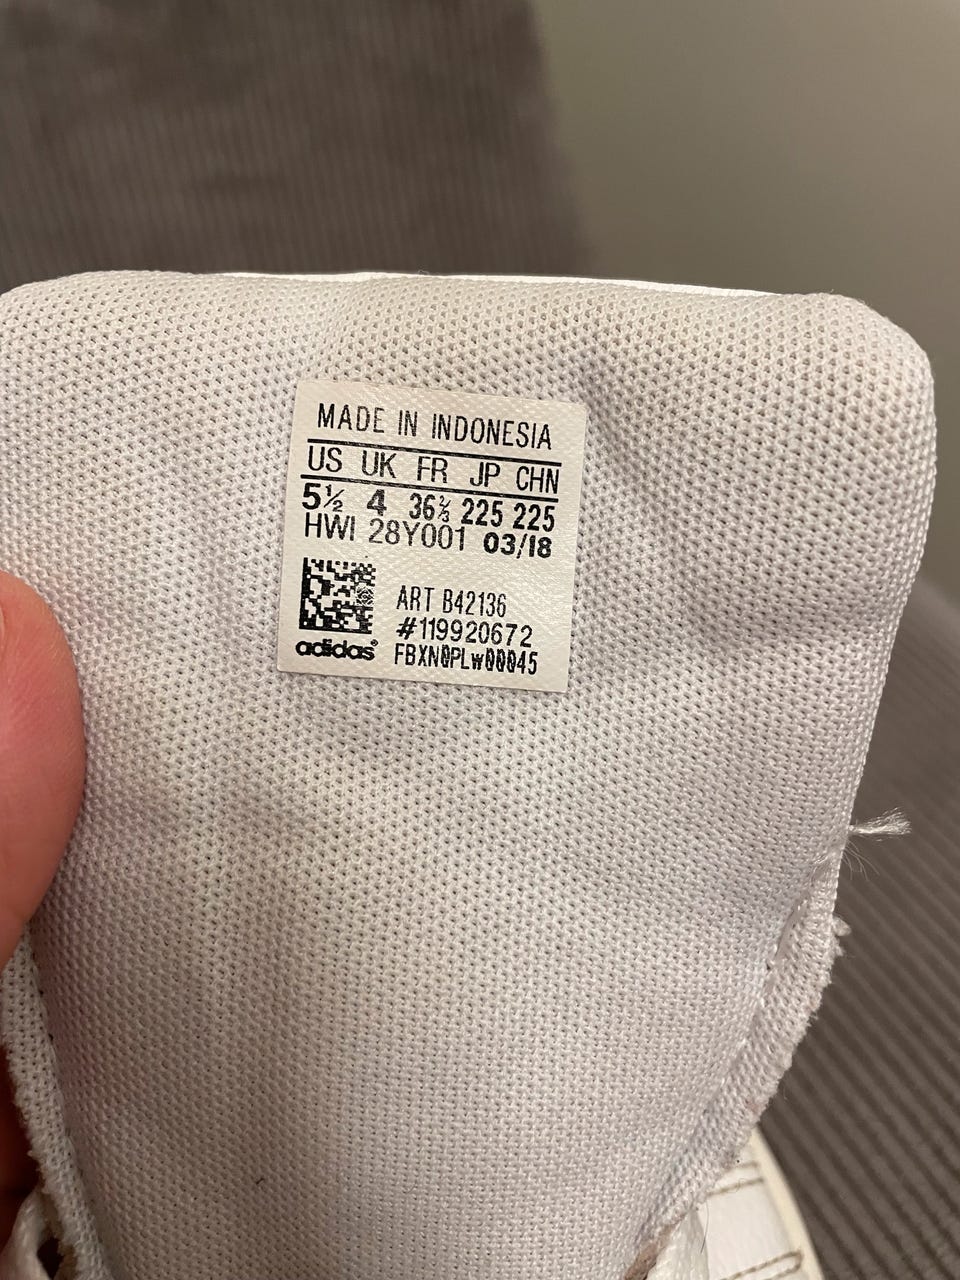 MADE IN INDONESIA
US UK FR JP CHN
5½ 4 36⅔ 225 225
HWI 28Y001 03/18
ART B42136
#119920672
adidas® FBXN0PLw00045